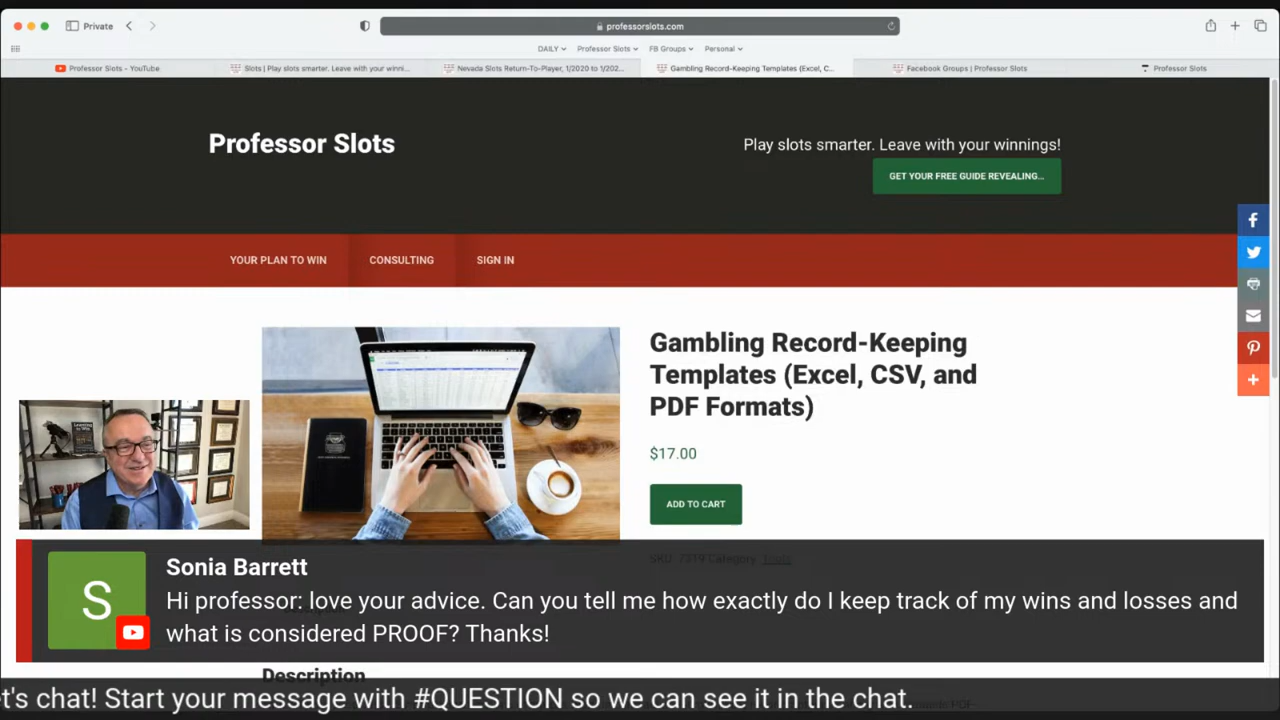 Private
professorslots.com
DAILY
Professor Slots
FB Groups
Personal
Professor Slots - YouTube
Slots | Play slots smarter. Leave with your winni...
Nevada Slots Return-To-Player, 1/2020 to 1/202...
Gambling Record-Keeping Templates (Excel, C...
Facebook Groups | Professor Slots
Professor Slots
Professor Slots
Play slots smarter. Leave with your winnings!
GET YOUR FREE GUIDE REVEALING...
YOUR PLAN TO WIN
CONSULTING
SIGN IN
Gambling Record-Keeping
Templates (Excel, CSV, and
PDF Formats)
$17.00
ADD TO CART
Category
S
Sonia Barrett
Hi professor: love your advice. Can you tell me how exactly do I keep track of my wins and losses and
what is considered PROOF? Thanks!
Description
t's chat! Start your message with #QUESTION so we can see it in the chat.